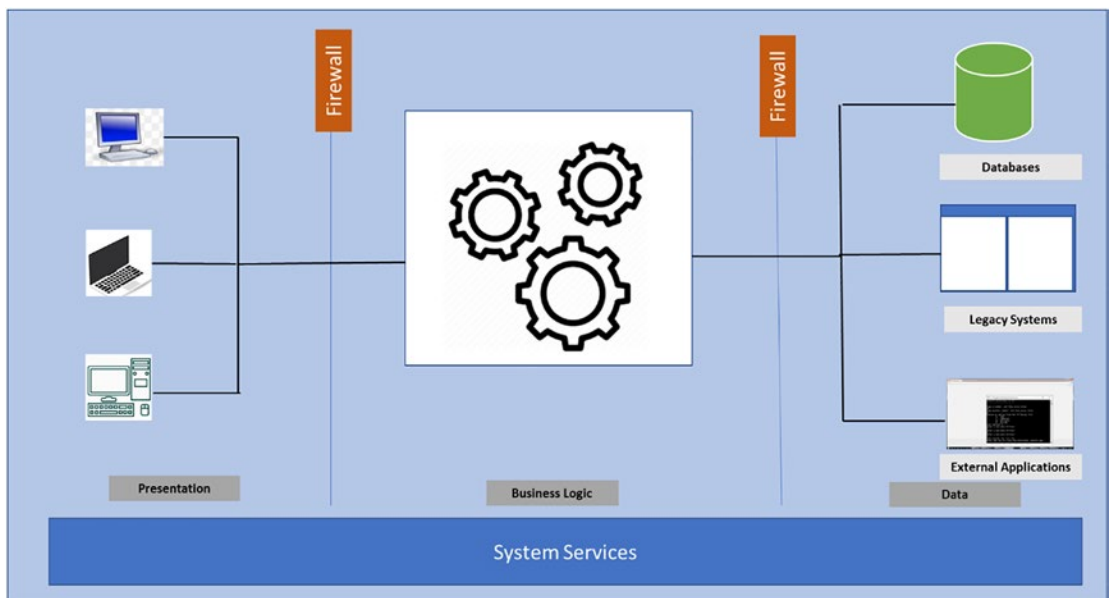 Firewall
Firewall
Databases
Legacy Systems
External Applications
Presentation
Business Logic
Data
System Services